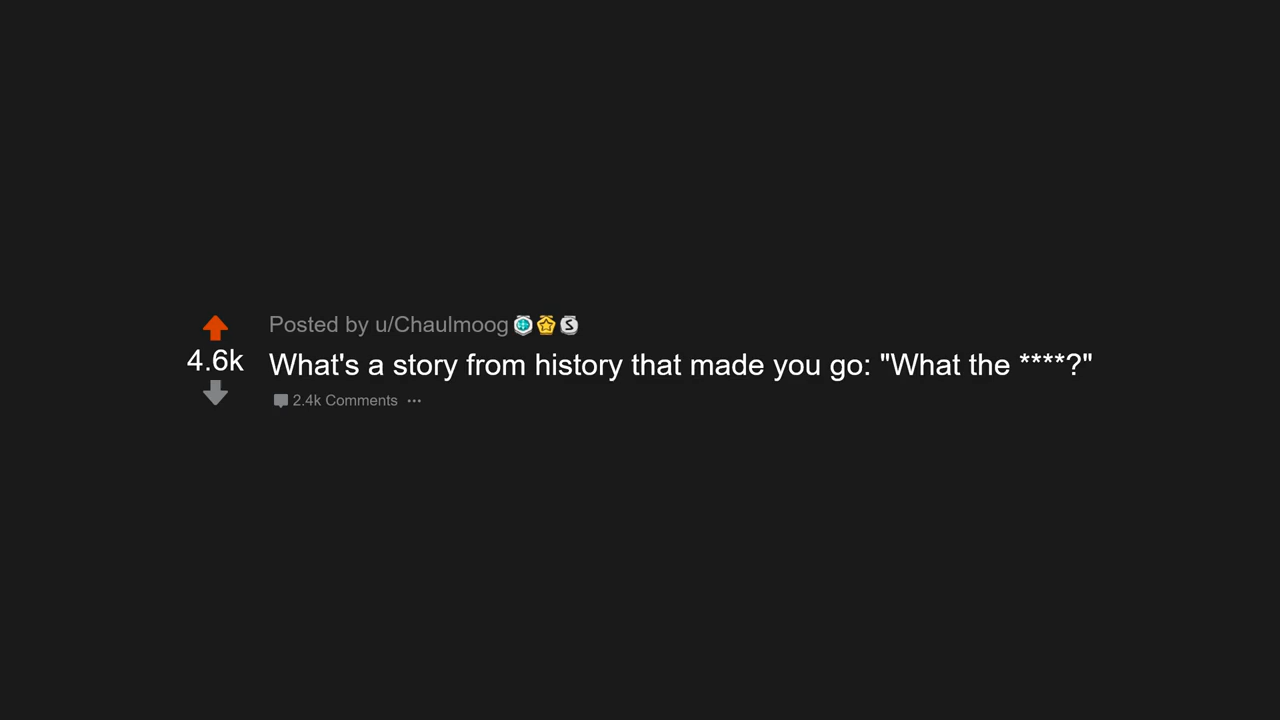 Posted by u/Chaulmoog
4.6k
What's a story from history that made you go: "What the ****?"
2.4k Comments ...